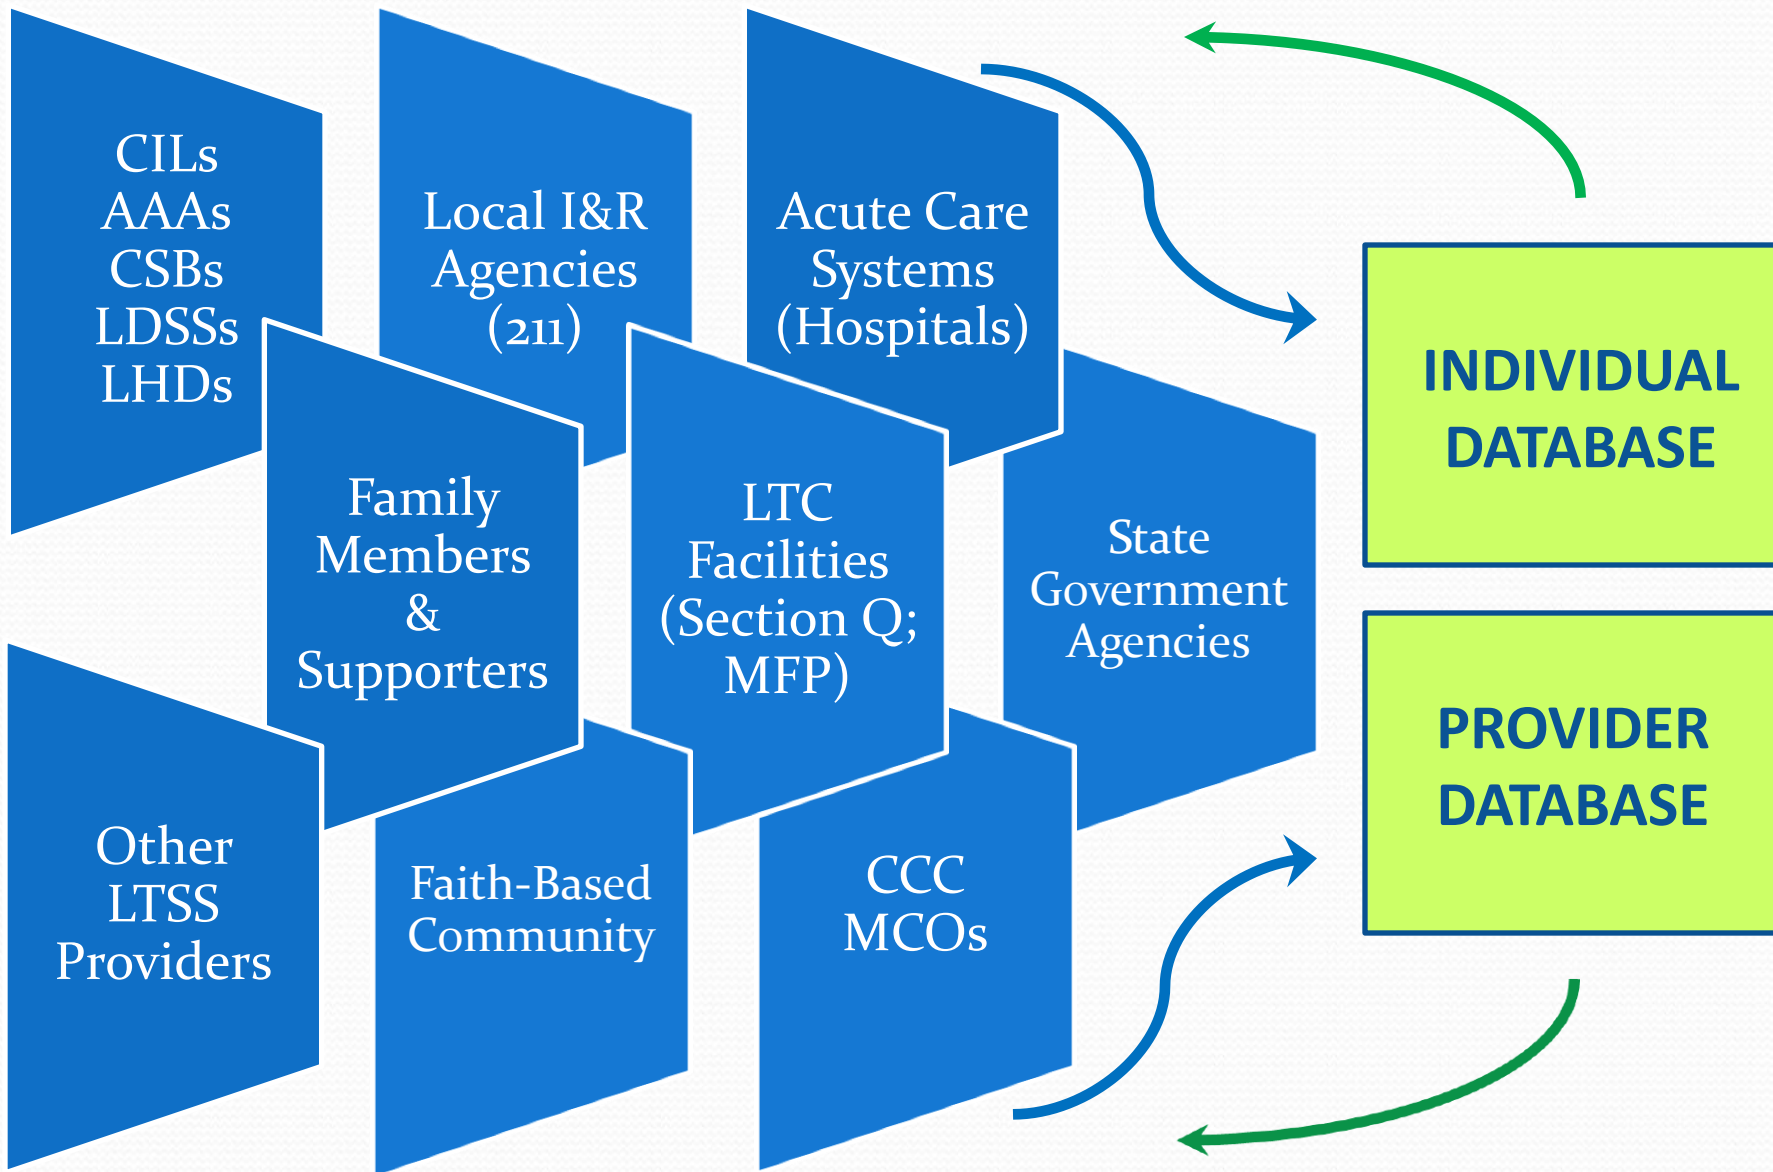 CILs
AAAs
CSBs
LDSSs
LHDs
Local I&R
Agencies
(211)
Acute Care
Systems
(Hospitals)
Family
Members
&
Supporters
LTC
Facilities
(Section Q;
MFP)
State
Government
Agencies
Other
LTSS
Providers
Faith-Based
Community
CCC
MCOs
INDIVIDUAL
DATABASE
PROVIDER
DATABASE